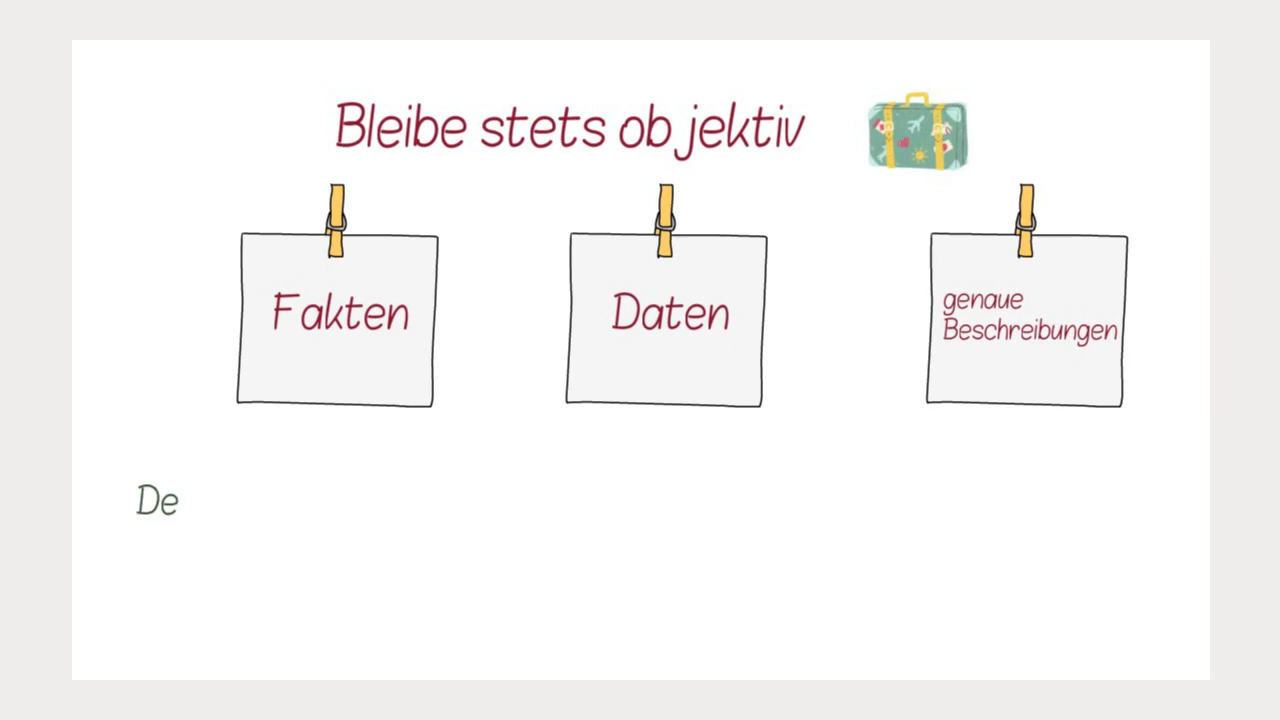 Bleibe stets objektiv
Fakten
Daten
genaue
Beschreibungen
De